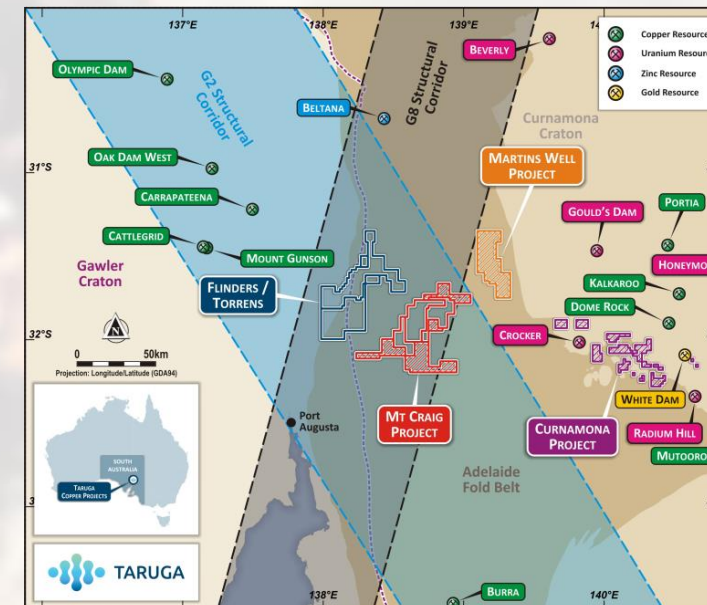 137°E
138°E
139°E
Copper Resource
Uranium Resource
Zinc Resource
Gold Resource
BEVERLY
OLYMPIC DAM
G2 Structural
Corridor
BELTANA
G8 Structural
Corridor
Curnamona
Craton
OAK DAM WEST
31°S
MARTINS WELL
PROJECT
CARRAPATEENA
GOULD'S DAM
PORTIA
CATTLEGRID
MOUNT GUNSON
HONEYMO
Gawler
Craton
FLINDERS /
TORRENS
KALKAROO
DOME ROCK
N
32°S
CROCKER
0 50km
Projection: Longitude/Latitude (GDA94)
WHITE DAM
Port
Augusta
MT CRAIG
PROJECT
CURNAMONA
PROJECT
RADIUM HILL
MUTOORO
SOUTH
AUSTRALIA
TARUGA
COPPER PROJECTS
Adelaide
Fold Belt
TARUGA
138°E
BURRA
140°E